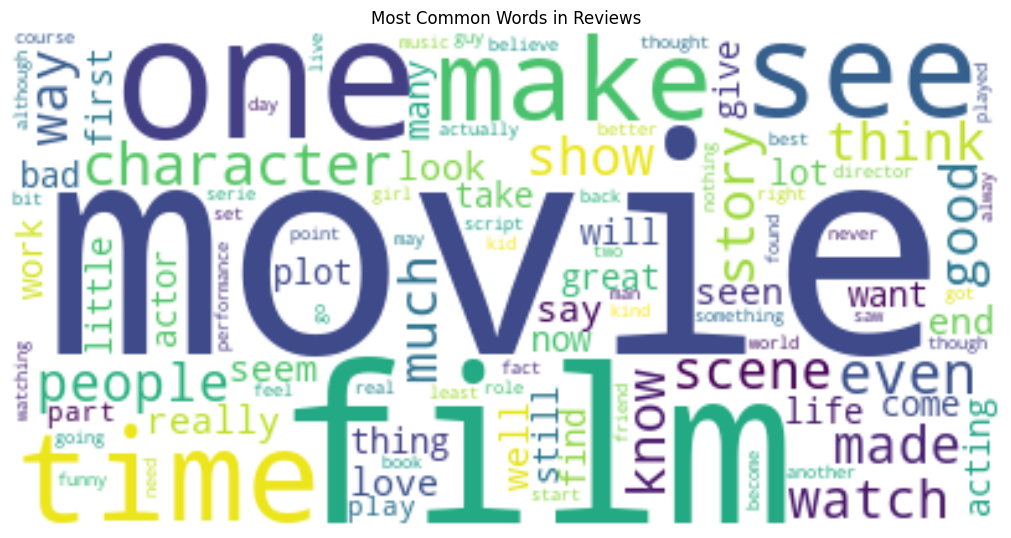 Most Common Words in Reviews
course
although
way
first
one
day
live
music
guy
believe
many
make
actually
thought
better
give
see
played
bad
bit
character
look
show
story
nothing
best
think
lot
director
right
good
alway
work
little
actor
serie
set
performance
movie
girl
take
back
script
kid
point
plot
may
will
two
great
go
much
say
man
kind
now
seen
something
found
never
want
saw
got
end
though
world
watching
people
part
seem
feel
real
fact
least
role
scene
even
life
come
really
going
funny
need
time
film
thing
book
love
play
well
still
start
find
friend
know
become
another
made
watch
acting